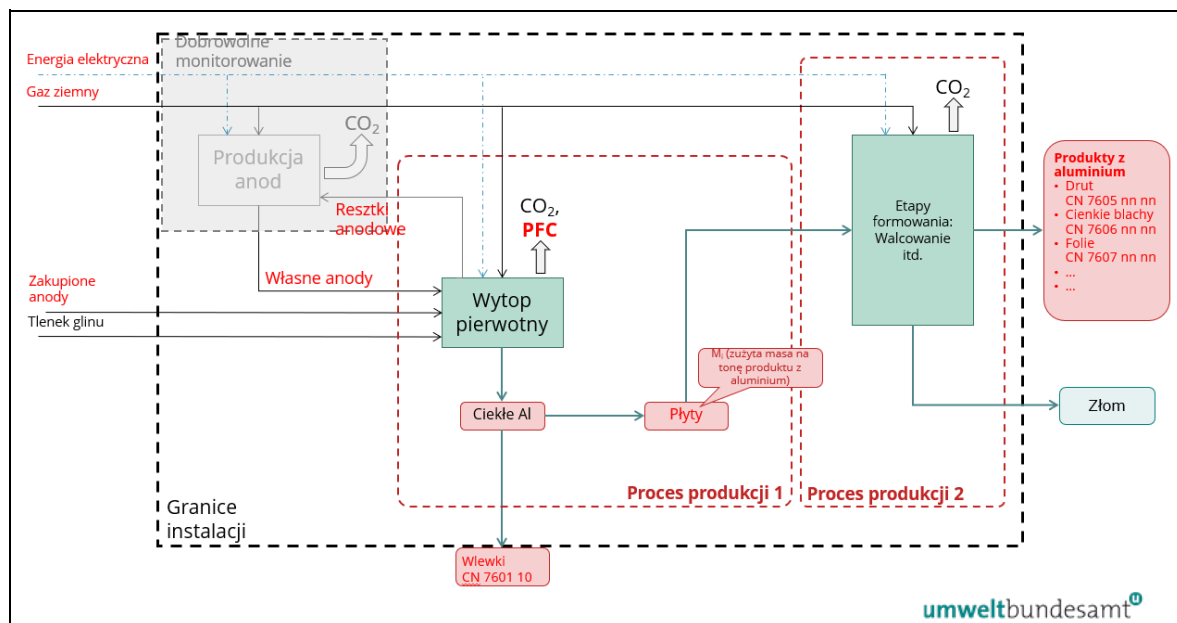 Dobrowolne
monitorowanie
Energia elektryczna
Gaz ziemny
CO₂
Produkcja
anod
Resztki
anodowe
Własne anody
Zakupione
anody
Tlenek glinu
CO₂,
PFC
Wytop
pierwotny
Ciekłe Al
Mᵢ (zużyta masa na
tonę produktu z
aluminium)
Płyty
CO₂
Etapy
formowania:
Walcowanie
itd.
Produkty z
aluminium
• Drut
CN 7605 nn nn
• Cienkie blachy
CN 7606 nn nn
• Folie
CN 7607 nn nn
• ...
• ...
Złom
Proces produkcji 1
Proces produkcji 2
Granice
instalacji
Wlewki
CN 7601 10
umweltbundesamt